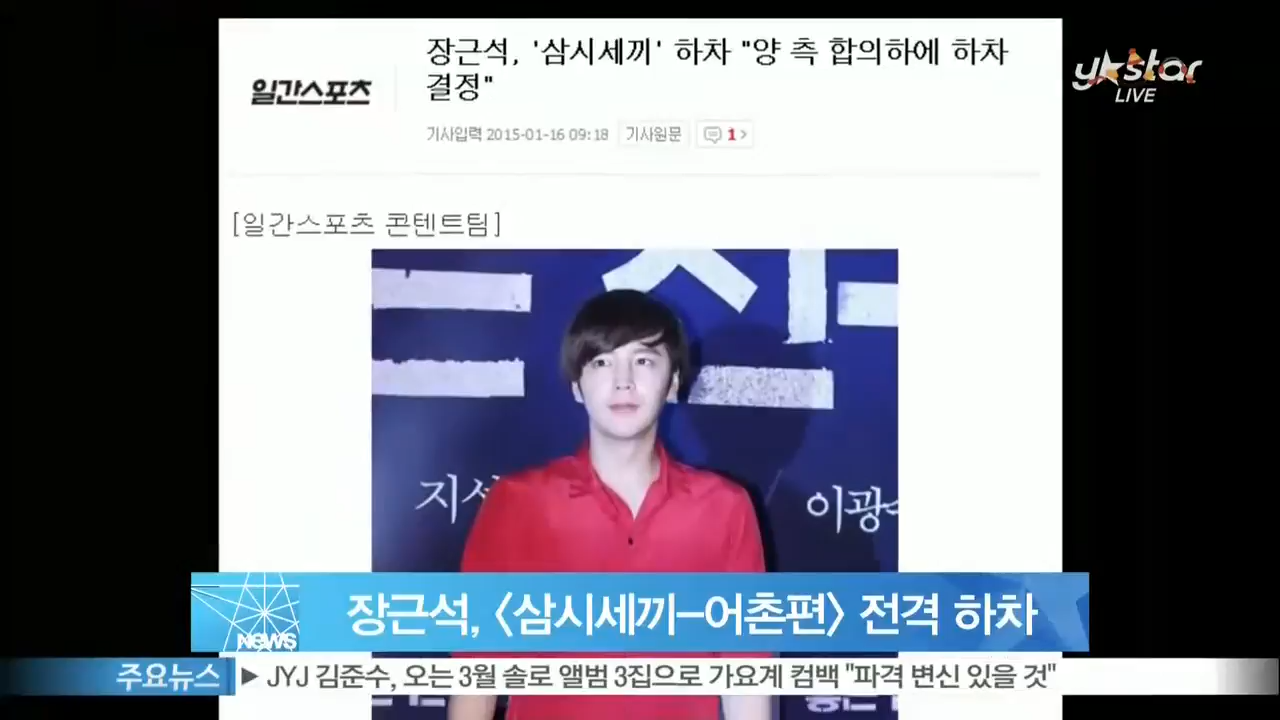 장근석, '삼시세끼' 하차 "양 측 합의하에 하차
결정"
일간스포츠
y★star
LIVE
기사입력 2015-01-16 09:18 기사원문 1 >
[일간스포츠 콘텐트팀]
지성
이광
NEWS
장근석, <삼시세끼-어촌편> 전격 하차
주요뉴스
▶ JYJ 김준수, 오는 3월 솔로 앨범 3집으로 가요계 컴백 "파격 변신 있을 것"